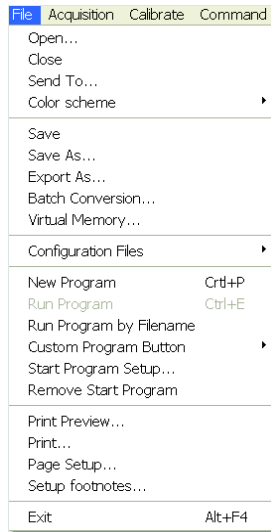 File Acquisition Calibrate Command
Open...
Close
Send To...
Color scheme
Save
Save As...
Export As...
Batch Conversion...
Virtual Memory...
Configuration Files
New Program Crtl+P
Run Program Ctrl+E
Run Program by Filename
Custom Program Button
Start Program Setup...
Remove Start Program
Print Preview...
Print...
Page Setup...
Setup footnotes...
Exit Alt+F4